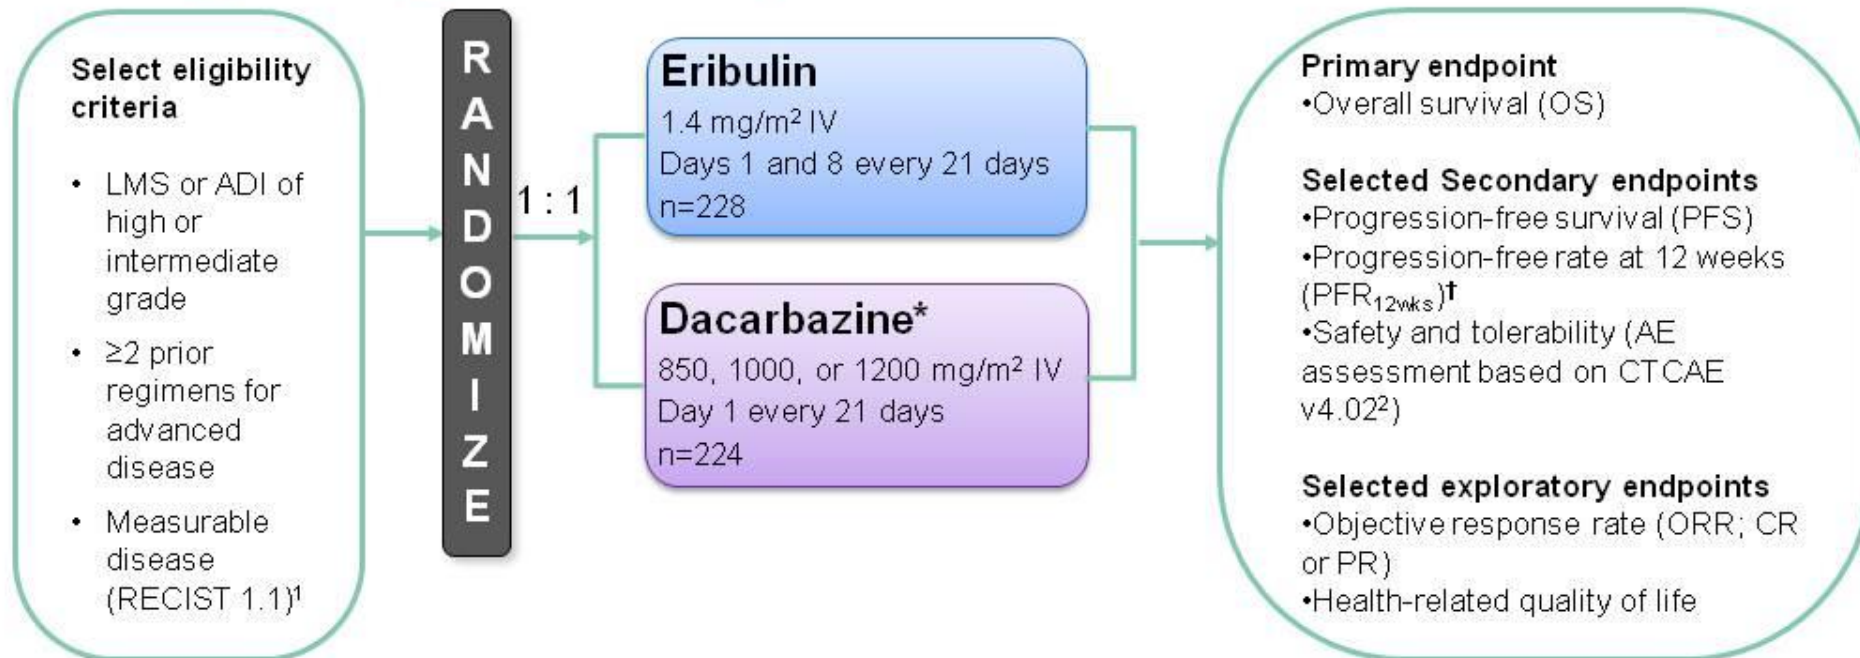 Select eligibility
criteria
• LMS or ADI of
high or
intermediate
grade
• ≥2 prior
regimens for
advanced
disease
• Measurable
disease
(RECIST 1.1)¹
RANDOMIZE
1 : 1
Eribulin
1.4 mg/m² IV
Days 1 and 8 every 21 days
n=228
Dacarbazine*
850, 1000, or 1200 mg/m² IV
Day 1 every 21 days
n=224
Primary endpoint
•Overall survival (OS)
Selected Secondary endpoints
•Progression-free survival (PFS)
•Progression-free rate at 12 weeks
(PFR12wks)†
•Safety and tolerability (AE
assessment based on CTCAE
v4.02²)
Selected exploratory endpoints
•Objective response rate (ORR; CR
or PR)
•Health-related quality of life